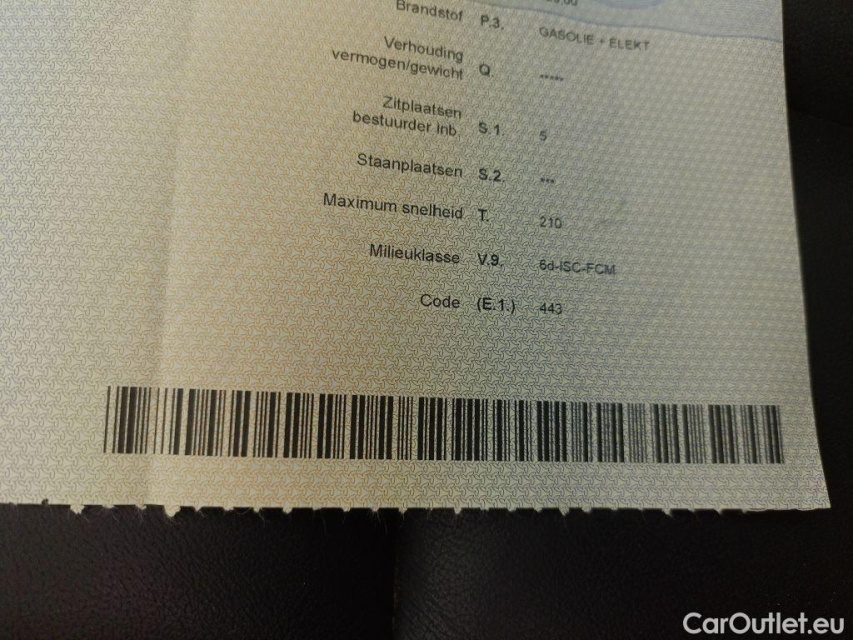 Brandstof P.3. GASOLIE + ELEKT
Verhouding
vermogen/gewicht Q. *****
Zitplaatsen
bestuurder inb. S.1. 5
Staanplaatsen S.2. ***
Maximum snelheid T. 210
Milieuklasse V.9. 6d-ISC-FCM
Code (E.1.) 443
CarOutlet.eu